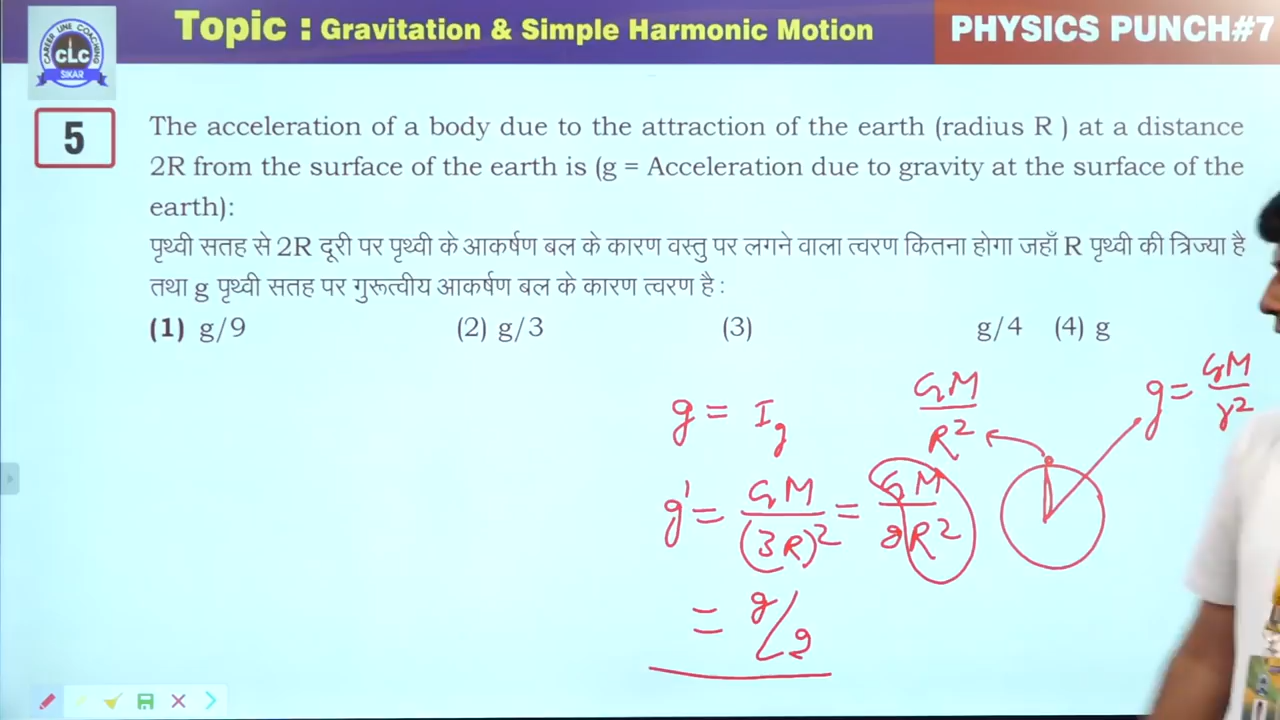 Topic : Gravitation & Simple Harmonic Motion
PHYSICS PUNCH#7
CAREER LINE COACHING
CLC
SIKAR
5
The acceleration of a body due to the attraction of the earth (radius R ) at a distance
2R from the surface of the earth is (g = Acceleration due to gravity at the surface of the
earth):
पृथ्वी सतह से 2R दूरी पर पृथ्वी के आकर्षण बल के कारण वस्तु पर लगने वाला त्वरण कितना होगा जहाँ R पृथ्वी की त्रिज्या है
तथा g पृथ्वी सतह पर गुरूत्वीय आकर्षण बल के कारण त्वरण है :
(1) g/9 (2) g/3 (3) g/4 (4) g
g = I_g
GM/R² g = GM/r²
g' = GM/(3R)² = GM/9R²
= g/9